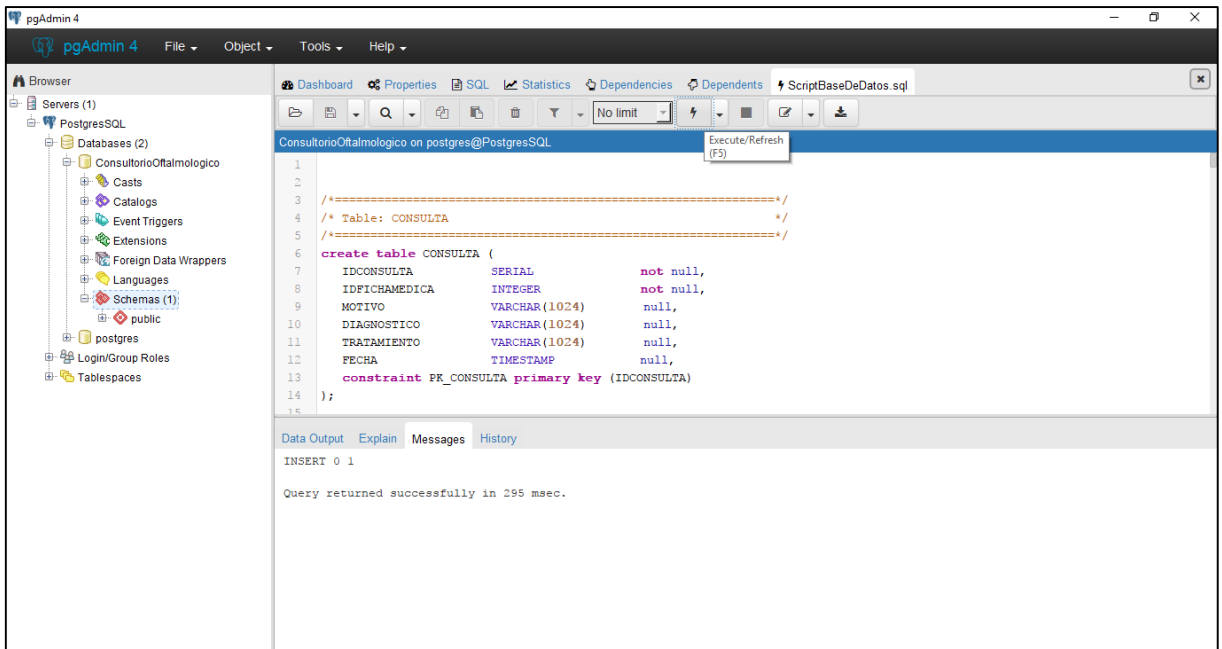 pgAdmin 4
pgAdmin 4 File Object Tools Help
Browser
Servers (1)
PostgresSQL
Databases (2)
ConsultorioOftalmologico
Casts
Catalogs
Event Triggers
Extensions
Foreign Data Wrappers
Languages
Schemas (1)
public
postgres
Login/Group Roles
Tablespaces
Dashboard Properties SQL Statistics Dependencies Dependents ScriptBaseDeDatos.sql
No limit
Execute/Refresh
(F5)
ConsultorioOftalmologico on postgres@PostgresSQL
1
2
3 /*==============================================================*/
4 /* Table: CONSULTA */
5 /*==============================================================*/
6 create table CONSULTA (
7 IDCONSULTA SERIAL not null,
8 IDFICHAMEDICA INTEGER not null,
9 MOTIVO VARCHAR(1024) null,
10 DIAGNOSTICO VARCHAR(1024) null,
11 TRATAMIENTO VARCHAR(1024) null,
12 FECHA TIMESTAMP null,
13 constraint PK_CONSULTA primary key (IDCONSULTA)
14 );
15
Data Output Explain Messages History
INSERT 0 1
Query returned successfully in 295 msec.